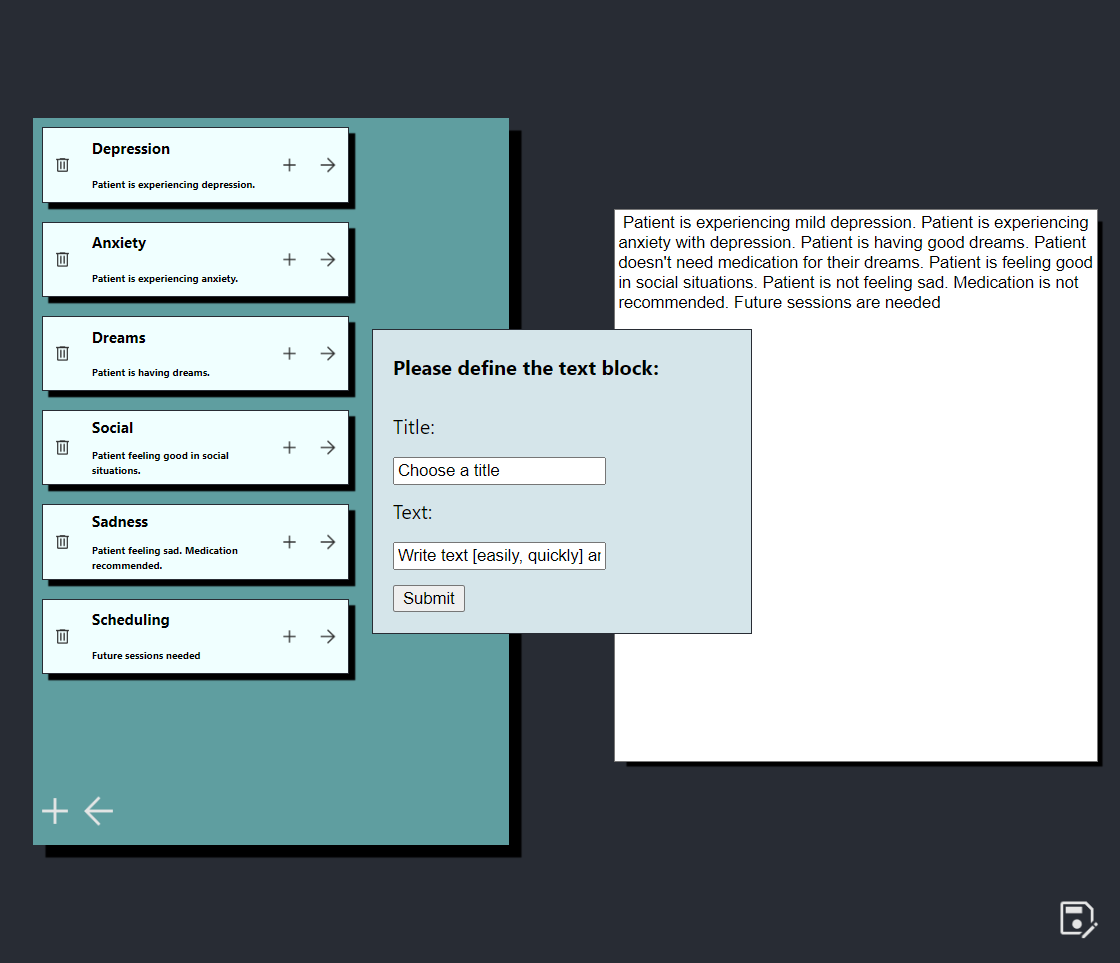 Depression
Patient is experiencing depression.
Anxiety
Patient is experiencing anxiety.
Dreams
Patient is having dreams.
Social
Patient feeling good in social
situations.
Sadness
Patient feeling sad. Medication
recommended.
Scheduling
Future sessions needed
Patient is experiencing mild depression. Patient is experiencing
anxiety with depression. Patient is having good dreams. Patient
doesn't need medication for their dreams. Patient is feeling good
in social situations. Patient is not feeling sad. Medication is not
recommended. Future sessions are needed
Please define the text block:
Title:
Choose a title
Text:
Write text [easily, quickly] ar
Submit